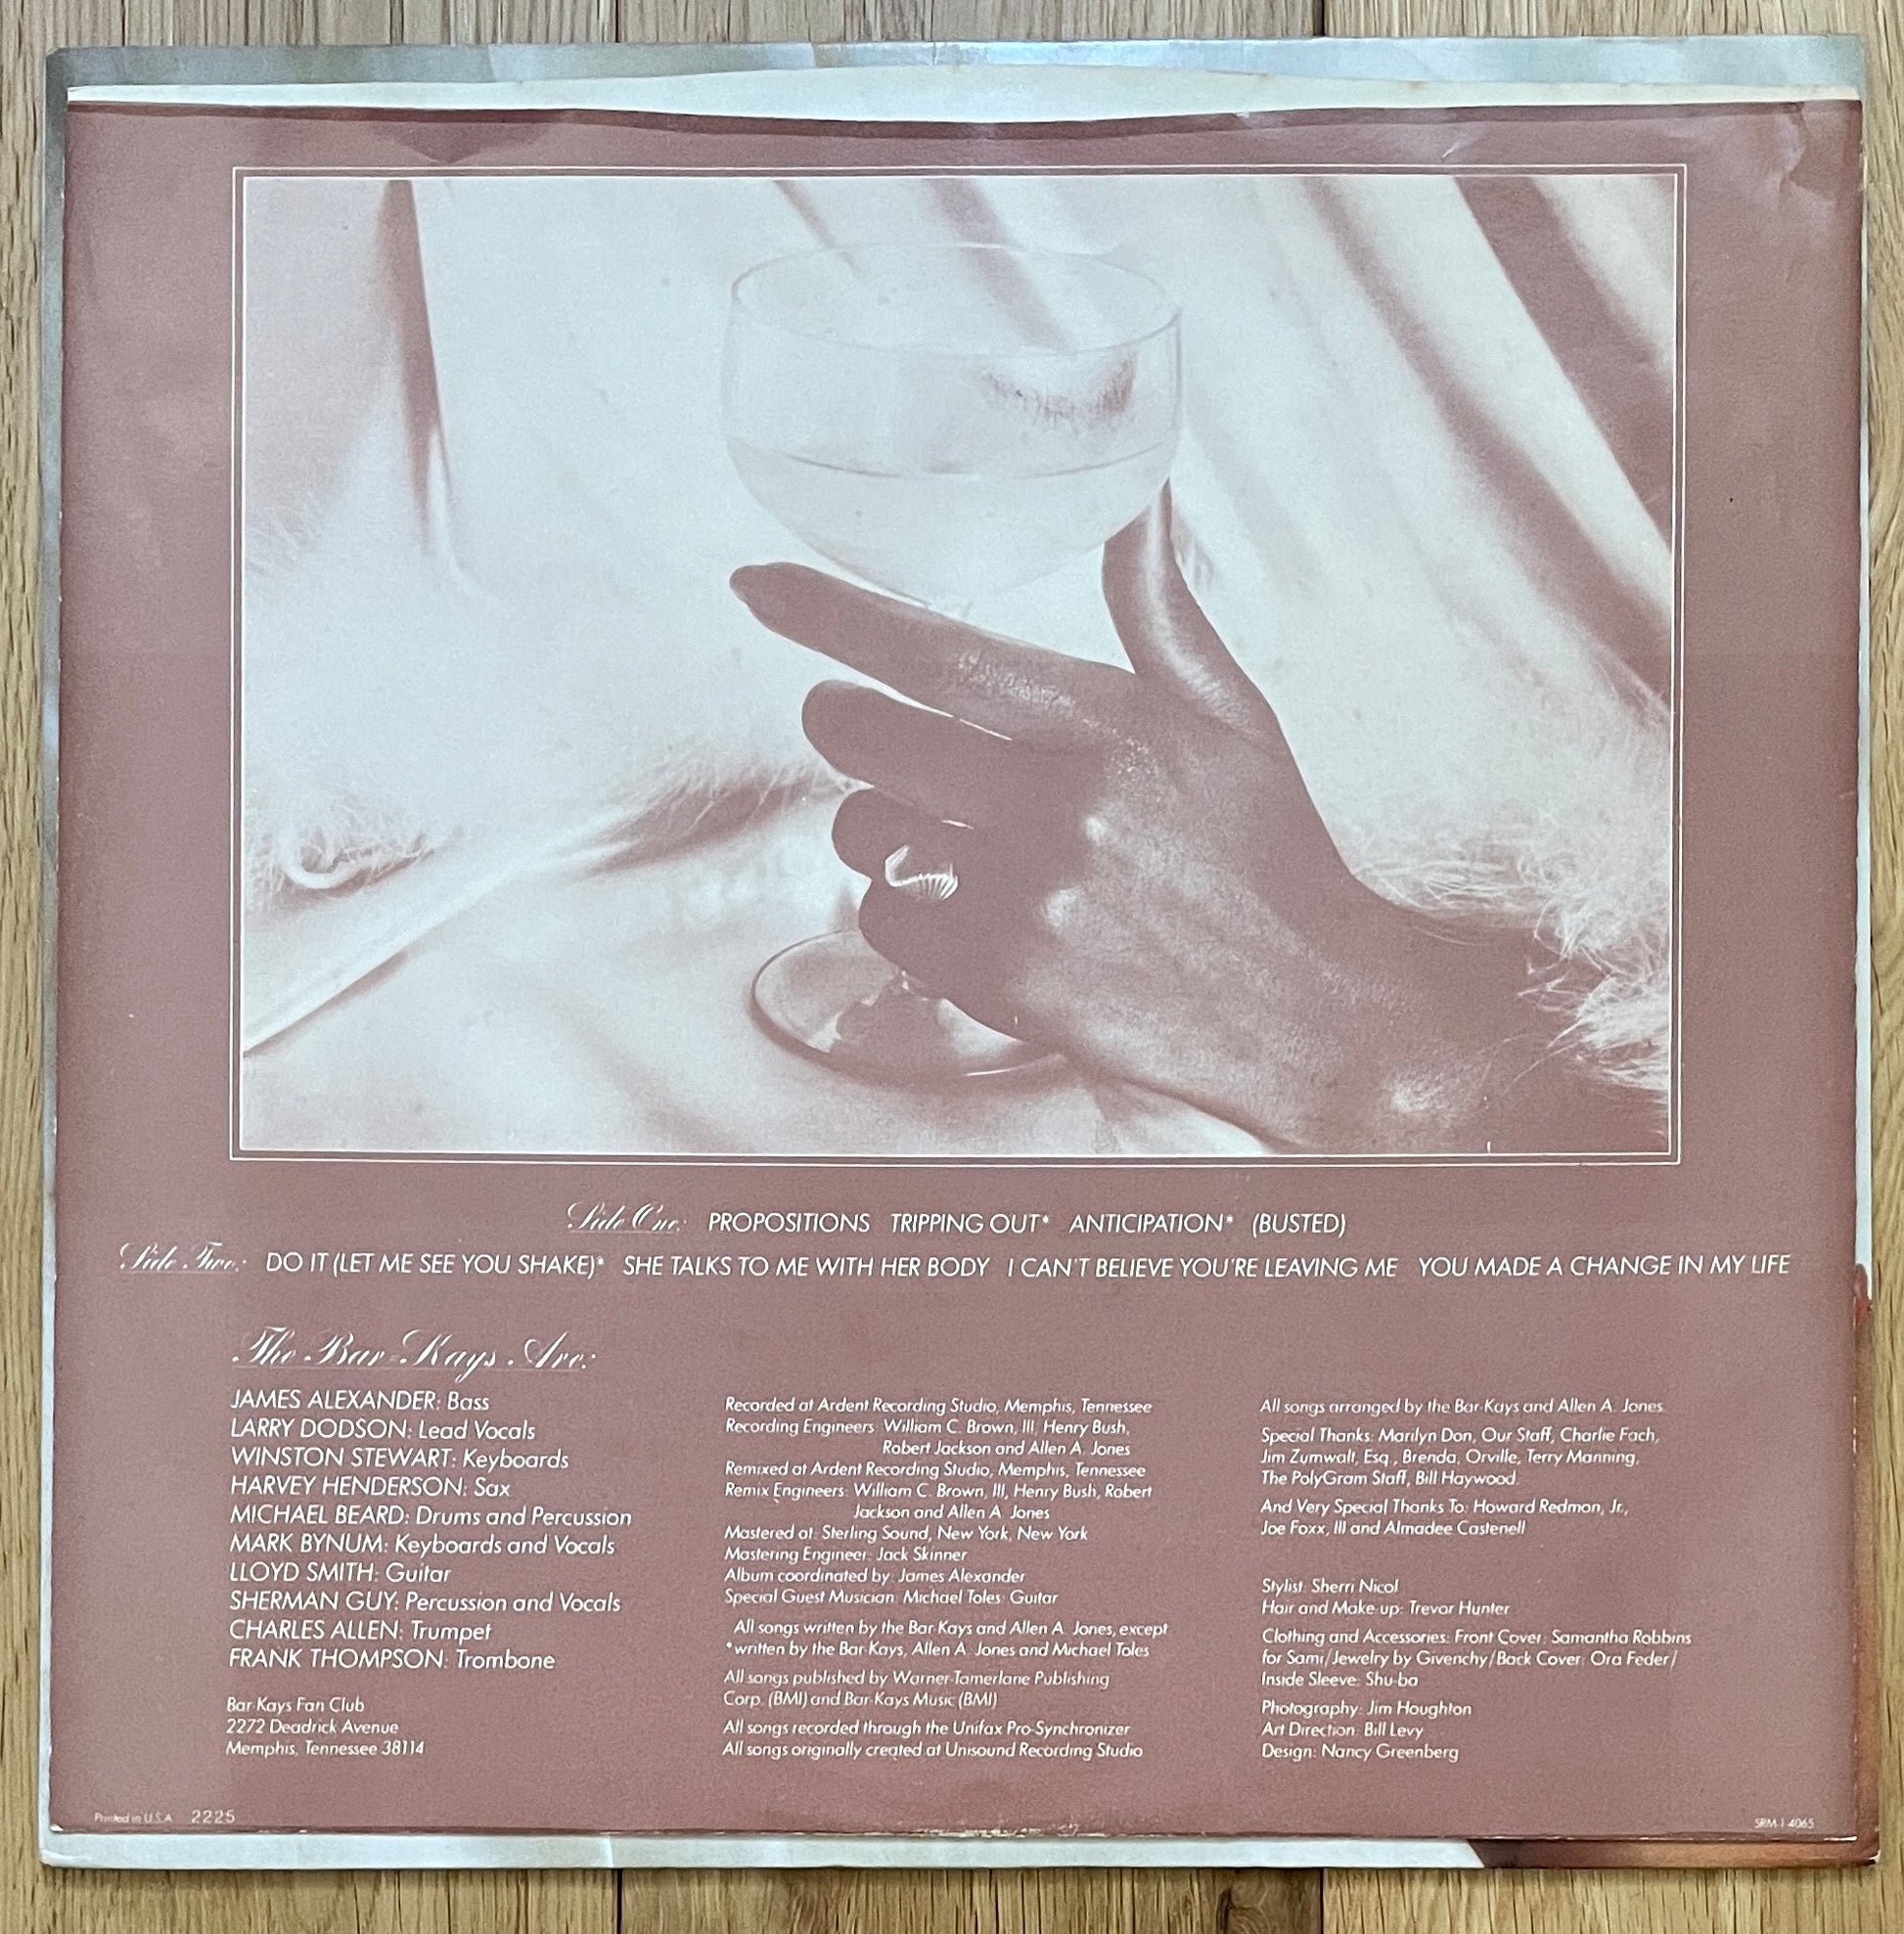 Side One: PROPOSITIONS TRIPPING OUT* ANTICIPATION* (BUSTED)
Side Two: DO IT (LET ME SEE YOU SHAKE)* SHE TALKS TO ME WITH HER BODY I CAN'T BELIEVE YOU'RE LEAVING ME YOU MADE A CHANGE IN MY LIFE
The Bar-Kays Are:
JAMES ALEXANDER: Bass
LARRY DODSON: Lead Vocals
WINSTON STEWART: Keyboards
HARVEY HENDERSON: Sax
MICHAEL BEARD: Drums and Percussion
MARK BYNUM: Keyboards and Vocals
LLOYD SMITH: Guitar
SHERMAN GUY: Percussion and Vocals
CHARLES ALLEN: Trumpet
FRANK THOMPSON: Trombone
Bar-Kays Fan Club
2272 Deadrick Avenue
Memphis, Tennessee 38114
Recorded at Ardent Recording Studio, Memphis, Tennessee
Recording Engineers: William C. Brown, III, Henry Bush,
Robert Jackson and Allen A. Jones
Remixed at Ardent Recording Studio, Memphis, Tennessee
Remix Engineers: William C. Brown, III, Henry Bush, Robert
Jackson and Allen A. Jones
Mastered at: Sterling Sound, New York, New York
Mastering Engineer: Jack Skinner
Album coordinated by: James Alexander
Special Guest Musician: Michael Toles: Guitar
All songs written by the Bar-Kays and Allen A. Jones, except
*written by the Bar-Kays, Allen A. Jones and Michael Toles
All songs published by Warner-Tamerlane Publishing
Corp. (BMI) and Bar-Kays Music (BMI)
All songs recorded through the Unifax Pro-Synchronizer
All songs originally created at Unisound Recording Studio
All songs arranged by the Bar-Kays and Allen A. Jones.
Special Thanks: Marilyn Don, Our Staff, Charlie Fach,
Jim Zumwalt, Esq., Brenda, Orville, Terry Manning,
The PolyGram Staff, Bill Haywood.
And Very Special Thanks To: Howard Redmon, Jr.,
Joe Foxx, III and Almadee Castenell
Stylist: Sherri Nicol
Hair and Make-up: Trevor Hunter
Clothing and Accessories: Front Cover: Samantha Robbins
for Sami/Jewelry by Givenchy/Back Cover: Ora Feder/
Inside Sleeve: Shu-ba
Photography: Jim Houghton
Art Direction: Bill Levy
Design: Nancy Greenberg
Printed in U.S.A. 2225
SRM-1-4065